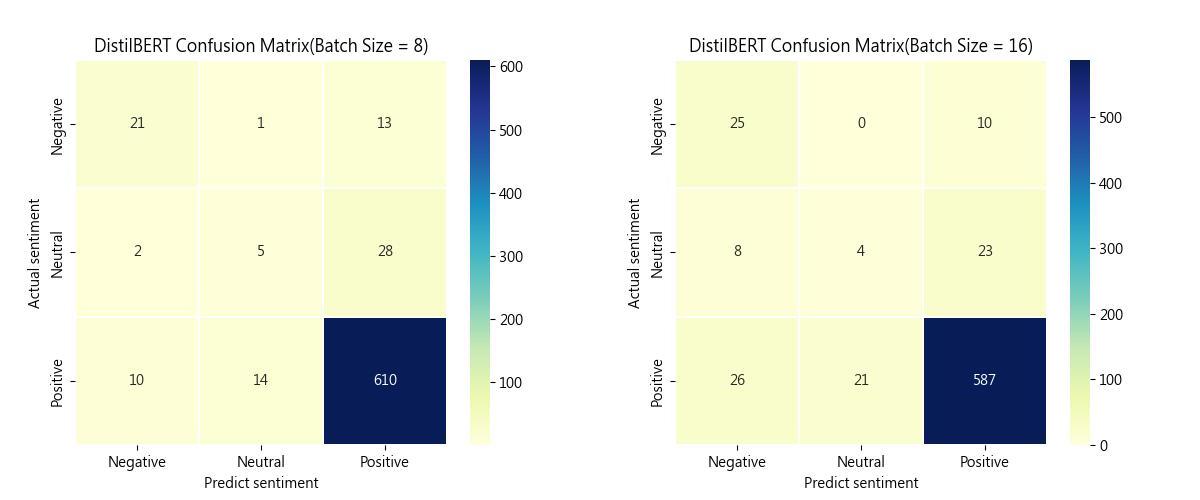 DistilBERT Confusion Matrix(Batch Size = 8)
Actual sentiment
Negative
Neutral
Positive
21 1 13
2 5 28
10 14 610
Negative Neutral Positive
Predict sentiment
600
500
400
300
200
100
DistilBERT Confusion Matrix(Batch Size = 16)
Actual sentiment
Negative
Neutral
Positive
25 0 10
8 4 23
26 21 587
Negative Neutral Positive
Predict sentiment
500
400
300
200
100
0